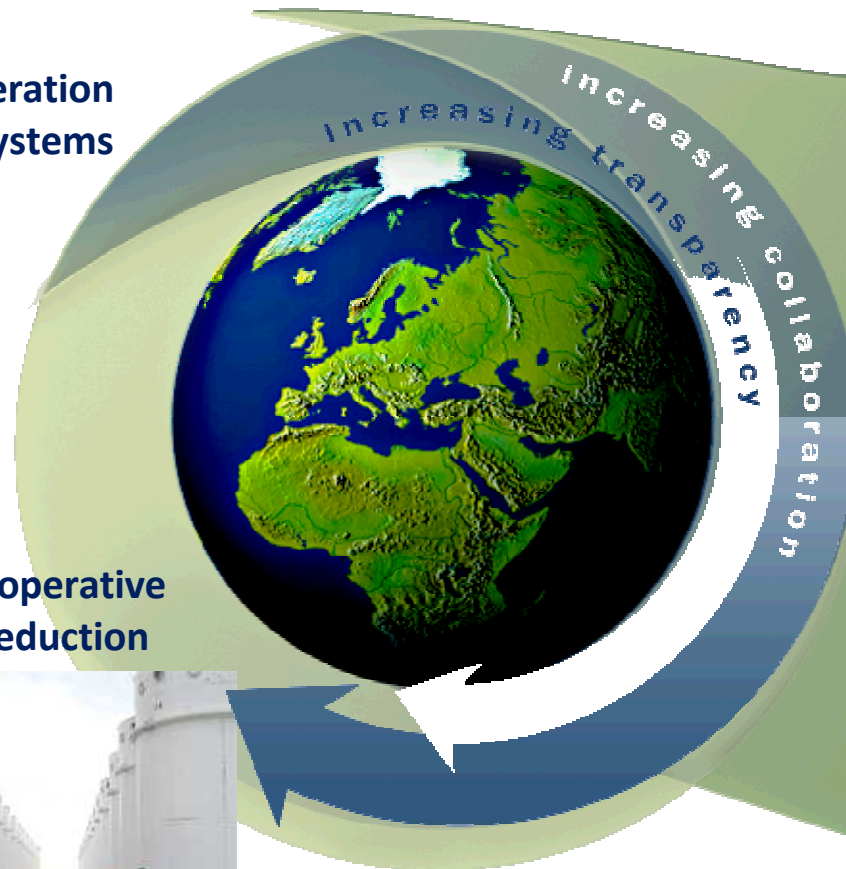 eration
ystems
Increasing transparency
increasing collaboration
operative
eduction